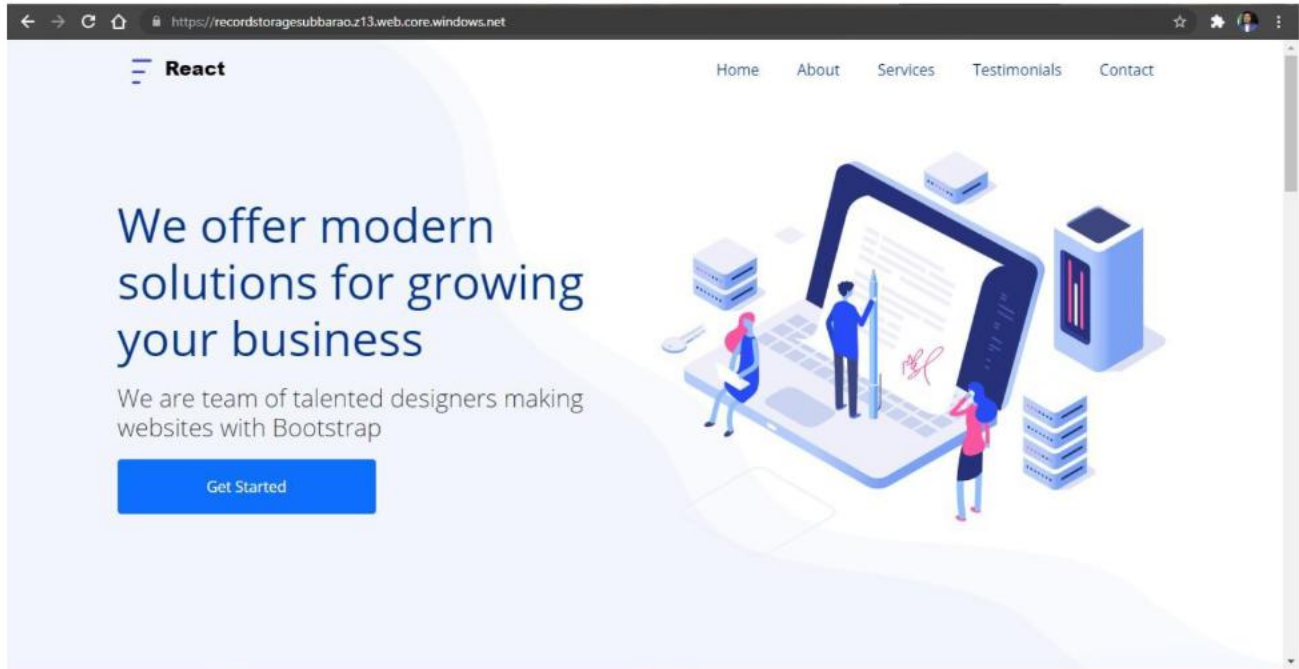 https://recordstoragesubbarao.z13.web.core.windows.net
React
Home About Services Testimonials Contact
We offer modern
solutions for growing
your business
We are team of talented designers making
websites with Bootstrap
Get Started